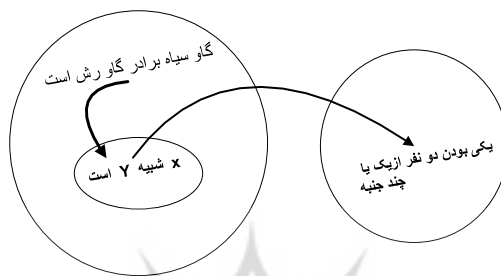 گاو سیاه برادر گاو رش است
x شبیه Y است
یکی بودن دو نفر ازیک یا
چند جنبه